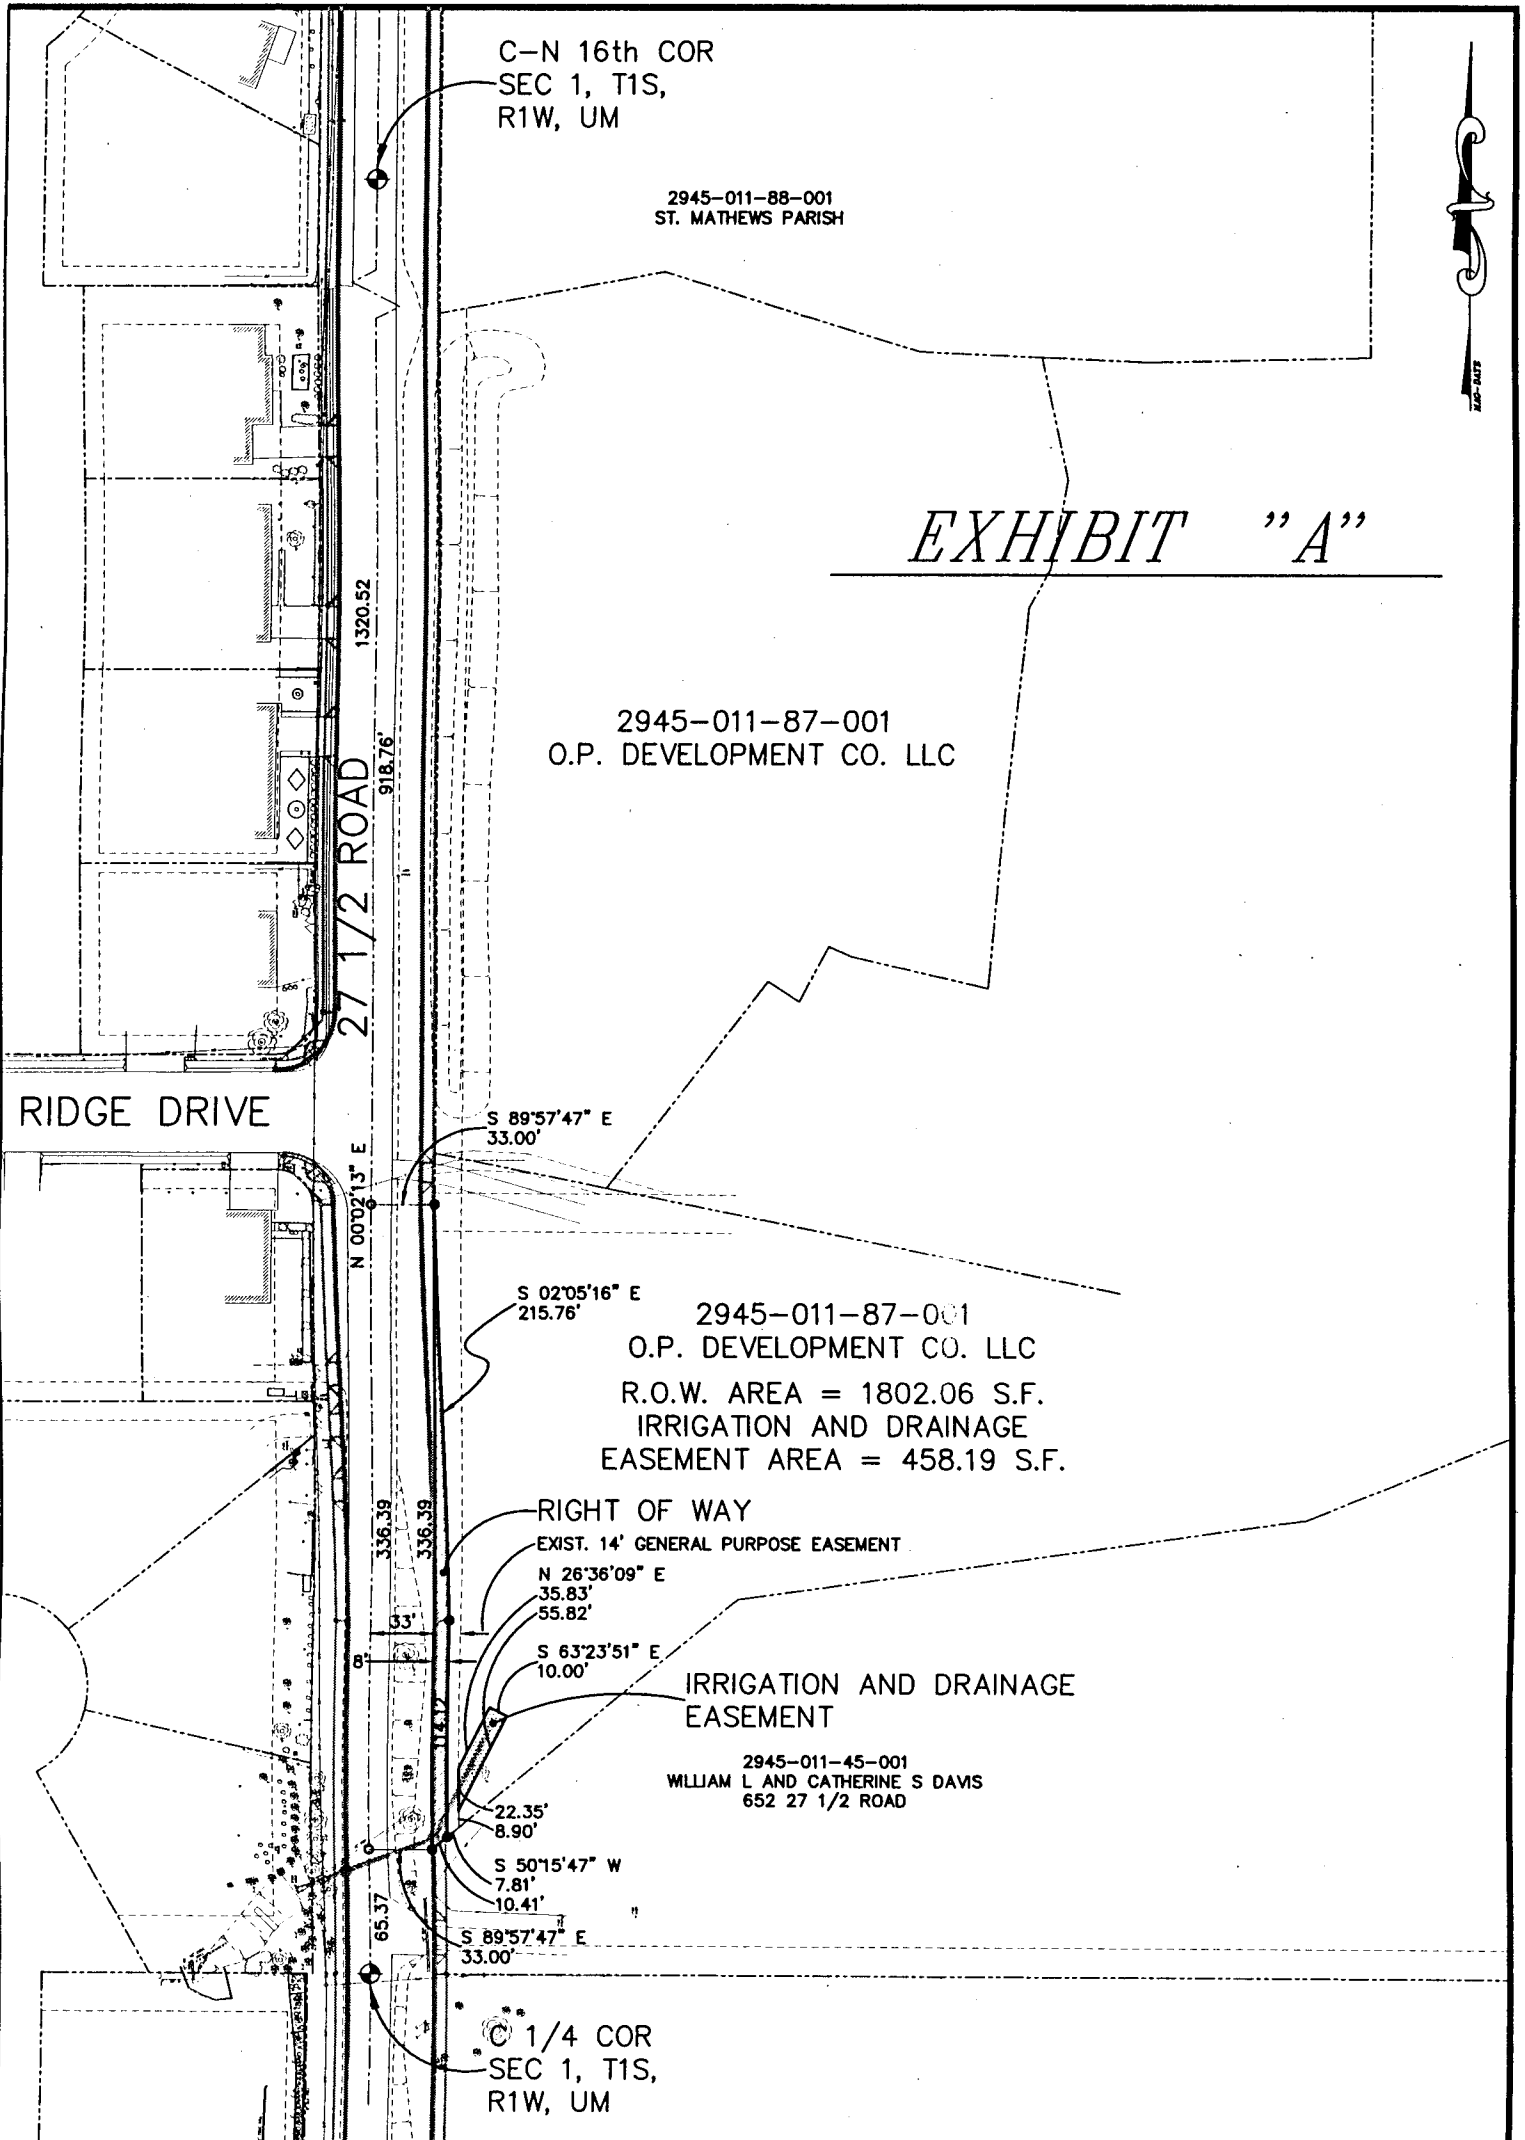 C-N 16th COR
SEC 1, T1S,
R1W, UM
2945-011-88-001
ST. MATHEWS PARISH
EXHIBIT "A"
1320.52
918.76'
27 1/2 ROAD
2945-011-87-001
O.P. DEVELOPMENT CO. LLC
RIDGE DRIVE
S 89°57'47" E
33.00'
N 00°02'13" E
S 02°05'16" E
215.76'
2945-011-87-001
O.P. DEVELOPMENT CO. LLC
R.O.W. AREA = 1802.06 S.F.
IRRIGATION AND DRAINAGE
EASEMENT AREA = 458.19 S.F.
336.39
336.39
RIGHT OF WAY
EXIST. 14' GENERAL PURPOSE EASEMENT
N 26°36'09" E
35.83'
55.82'
33'
8'
S 63°23'51" E
10.00'
114.12
IRRIGATION AND DRAINAGE
EASEMENT
2945-011-45-001
WILLIAM L AND CATHERINE S DAVIS
652 27 1/2 ROAD
22.35'
8.90'
S 50°15'47" W
7.81'
10.41'
65.37
S 89°57'47" E
33.00'
C 1/4 COR
SEC 1, T1S,
R1W, UM